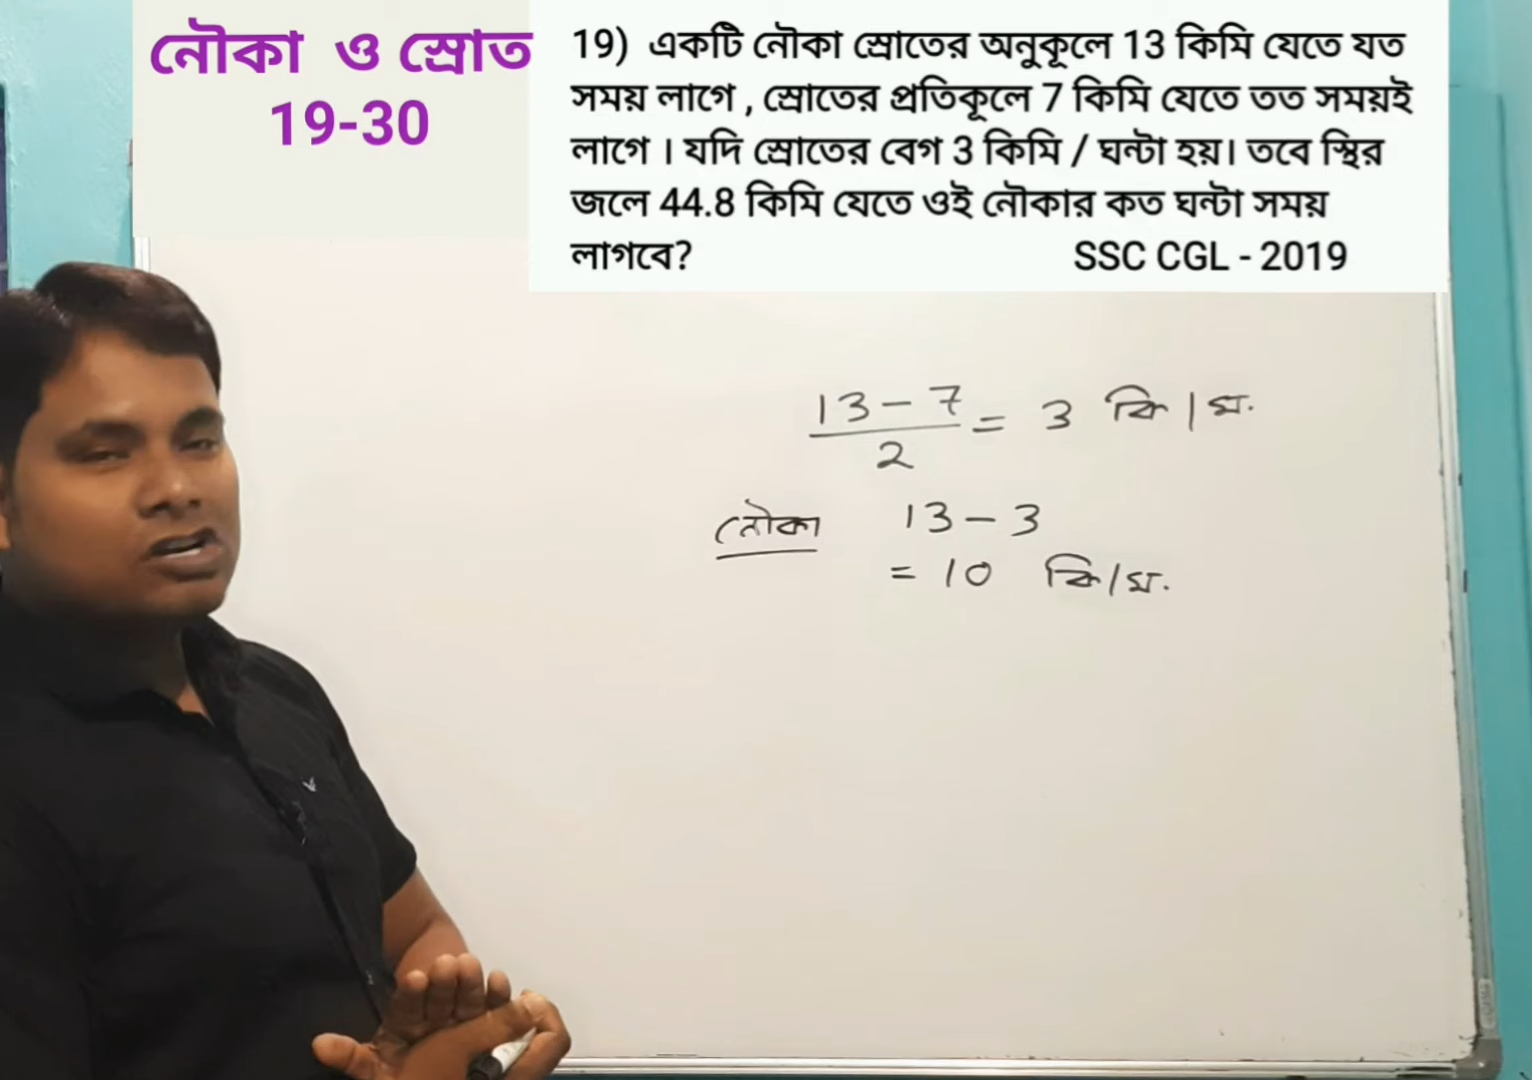 নৌকা ও স্রোত
19-30
19) একটি নৌকা স্রোতের অনুকূলে 13 কিমি যেতে যত
সময় লাগে , স্রোতের প্রতিকূলে 7 কিমি যেতে তত সময়ই
লাগে । যদি স্রোতের বেগ 3 কিমি / ঘন্টা হয়। তবে স্থির
জলে 44.8 কিমি যেতে ওই নৌকার কত ঘন্টা সময়
লাগবে? SSC CGL - 2019
13 - 7
2
= 3 কি / ঘ.
নৌকা 13 - 3
= 10 কি/ঘ.